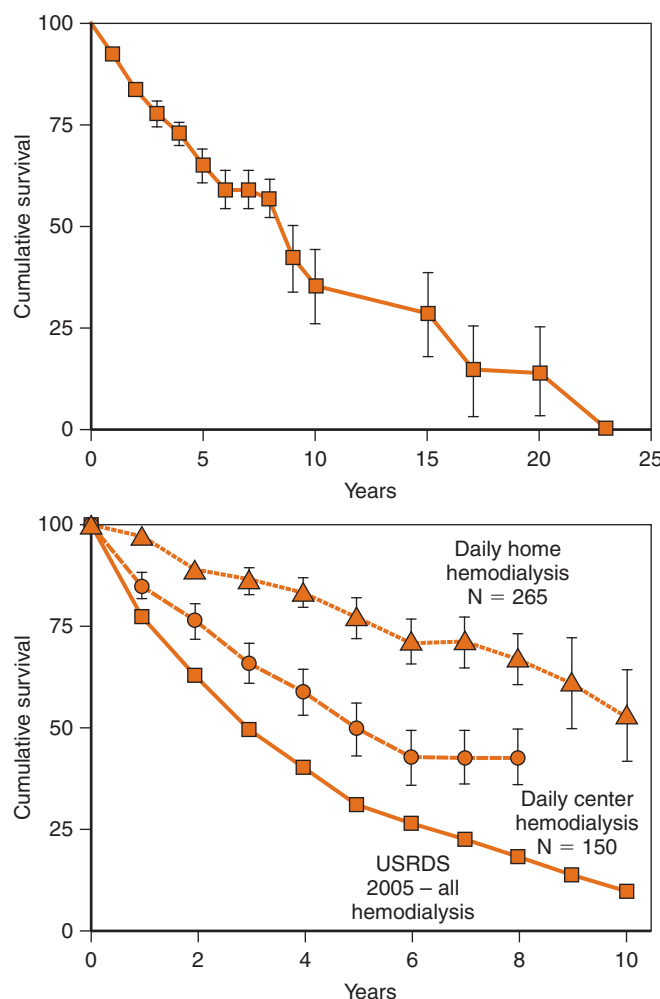 100
75
50
25
0
Cumulative survival
0
5
10
15
20
25
Years
100
75
50
25
0
Cumulative survival
Daily home
hemodialysis
N = 265
Daily center
hemodialysis
N = 150
USRDS
2005 – all
hemodialysis
0
2
4
6
8
10
Years